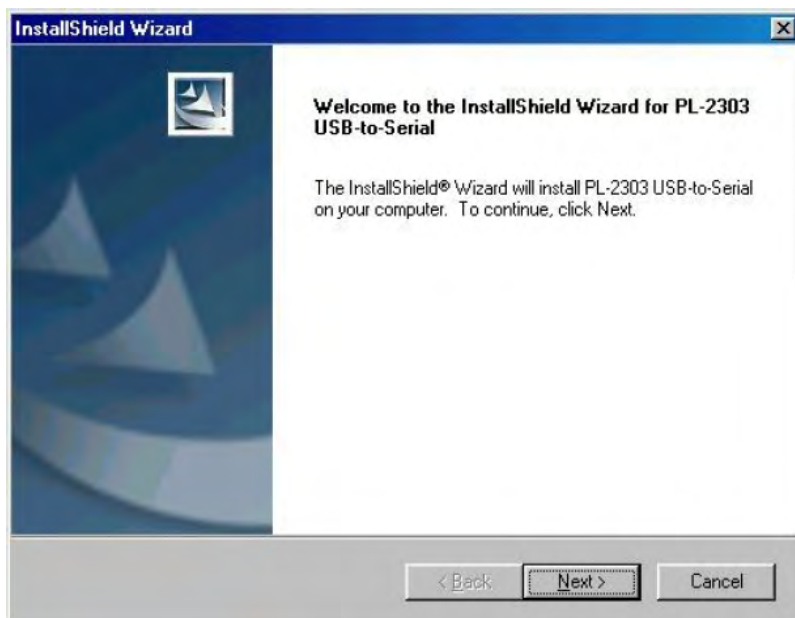 InstallShield Wizard
Welcome to the InstallShield Wizard for PL-2303
USB-to-Serial
The InstallShield® Wizard will install PL-2303 USB-to-Serial
on your computer. To continue, click Next.
< Back Next > Cancel